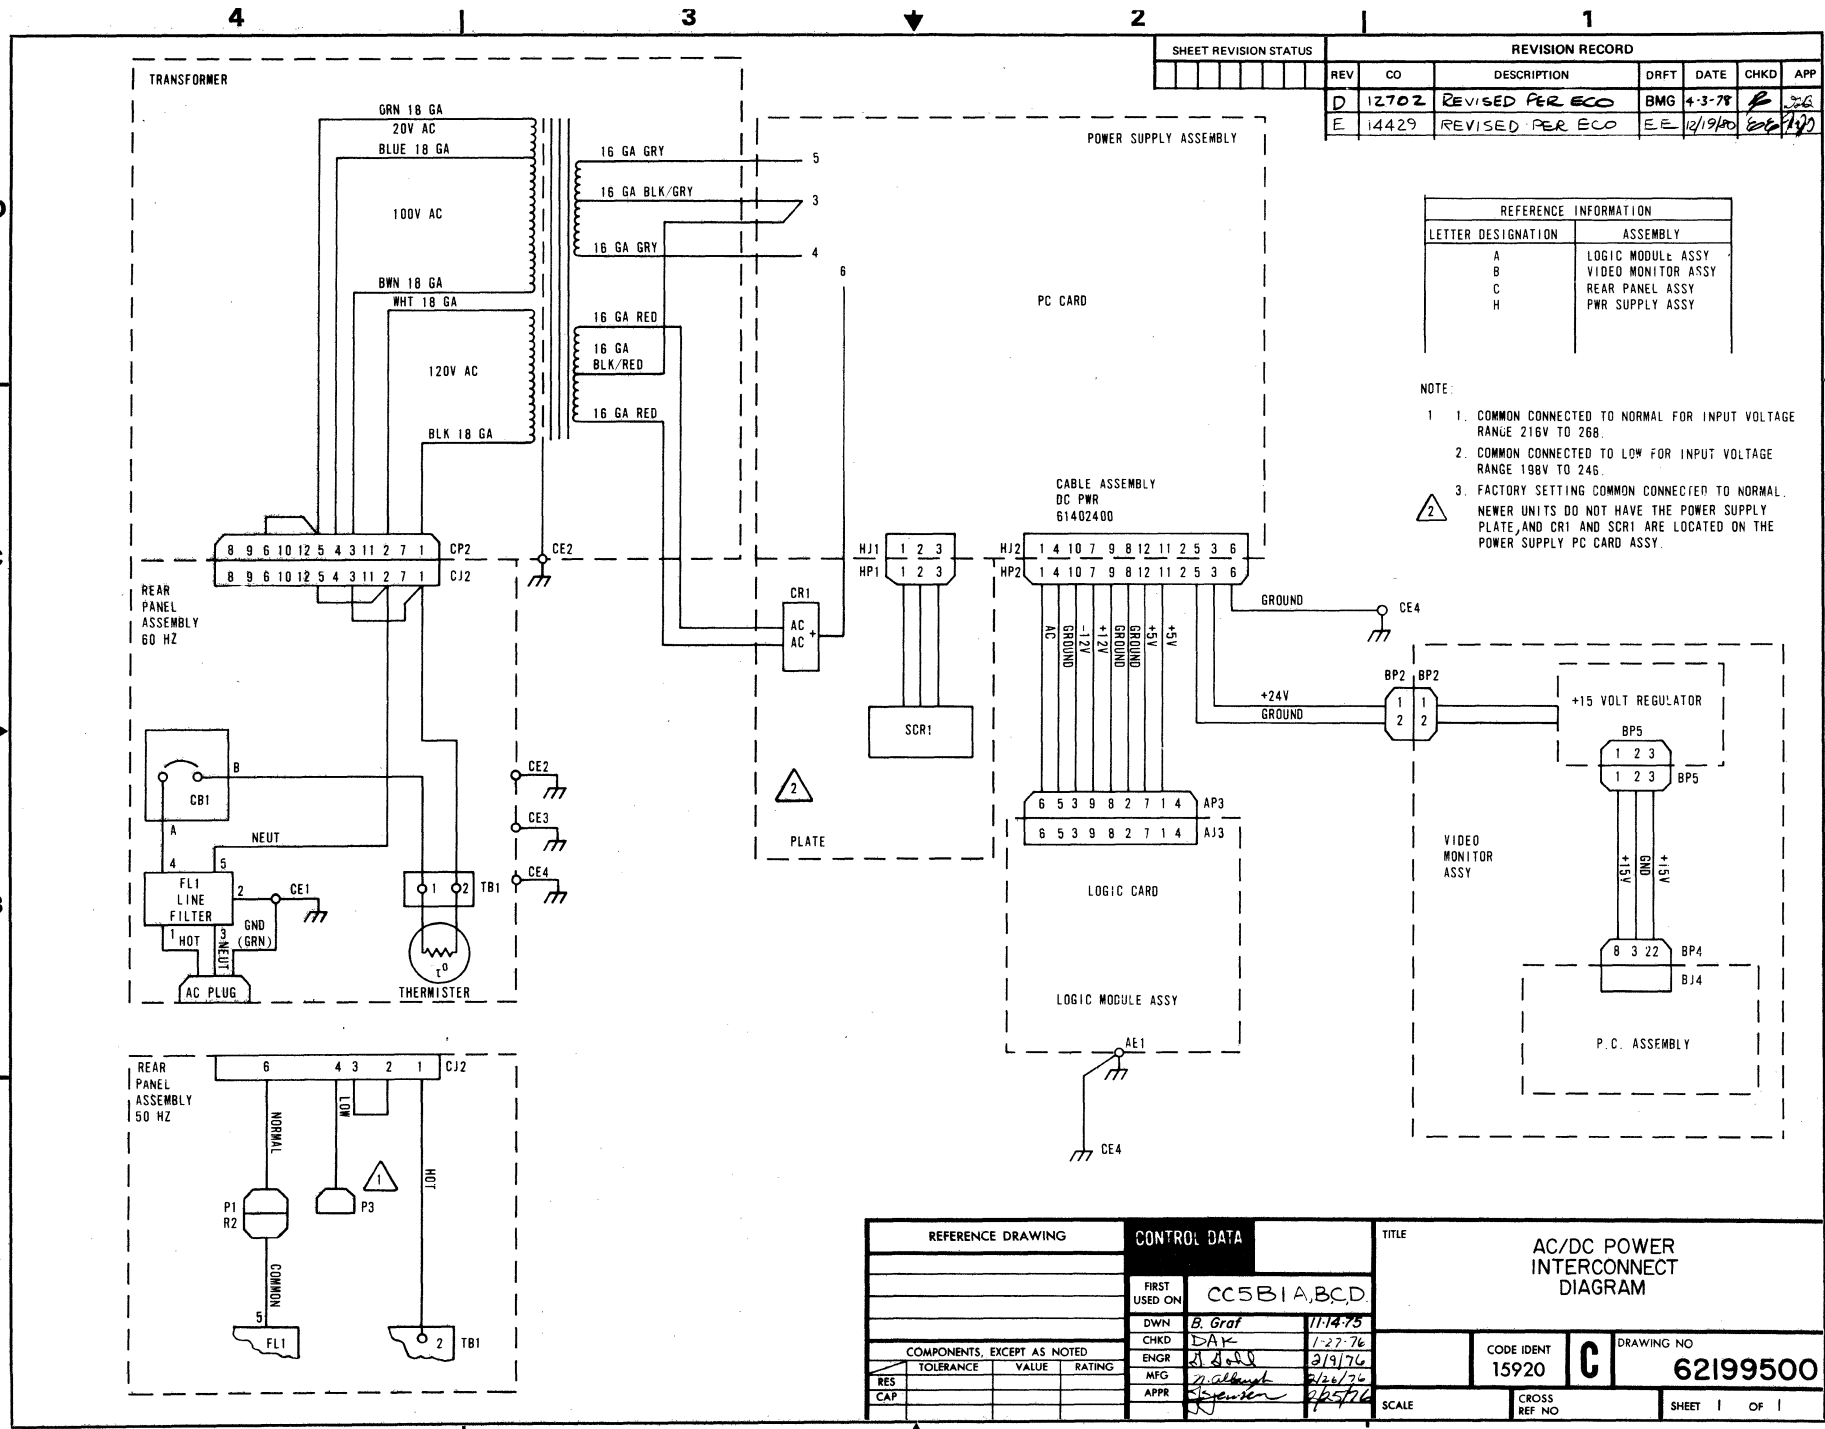 4 3 2 1
SHEET REVISION STATUS
REVISION RECORD
REV CO DESCRIPTION DRFT DATE CHKD APP
D 12702 REVISED PER ECO BMG 4-3-78
E 14429 REVISED PER ECO EE 12/19/80
TRANSFORMER
GRN 18 GA
20V AC
BLUE 18 GA
100V AC
BWN 18 GA
WHT 18 GA
120V AC
BLK 18 GA
16 GA GRY
16 GA BLK/GRY
16 GA GRY
16 GA RED
16 GA
BLK/RED
16 GA RED
5
3
4
6
POWER SUPPLY ASSEMBLY
PC CARD
REFERENCE INFORMATION
LETTER DESIGNATION ASSEMBLY
A LOGIC MODULE ASSY
B VIDEO MONITOR ASSY
C REAR PANEL ASSY
H PWR SUPPLY ASSY
NOTE:
1 1. COMMON CONNECTED TO NORMAL FOR INPUT VOLTAGE
RANGE 216V TO 268.
2. COMMON CONNECTED TO LOW FOR INPUT VOLTAGE
RANGE 198V TO 246.
3. FACTORY SETTING COMMON CONNECTED TO NORMAL.
2 NEWER UNITS DO NOT HAVE THE POWER SUPPLY
PLATE, AND CR1 AND SCR1 ARE LOCATED ON THE
POWER SUPPLY PC CARD ASSY.
CABLE ASSEMBLY
DC PWR
61402400
8 9 6 10 12 5 4 3 11 2 7 1 CP2
8 9 6 10 12 5 4 3 11 2 7 1 CJ2
CE2
HJ1 1 2 3
HP1 1 2 3
HJ2 1 4 10 7 9 8 12 11 2 5 3 6
HP2 1 4 10 7 9 8 12 11 2 5 3 6
REAR
PANEL
ASSEMBLY
60 HZ
CR1
AC
AC +
SCR1
2
PLATE
AC
GROUND
-12V
+12V
GROUND
GROUND
+5V
+5V
GROUND
CE4
+24V
GROUND
BP2 BP2
1 1
2 2
+15 VOLT REGULATOR
BP5
1 2 3
1 2 3 BP5
+15V
GND
+15V
VIDEO
MONITOR
ASSY
8 3 22 BP4
BJ4
P.C. ASSEMBLY
6 5 3 9 8 2 7 1 4 AP3
6 5 3 9 8 2 7 1 4 AJ3
LOGIC CARD
LOGIC MODULE ASSY
AE1
CE4
B
CB1
A
NEUT
4 5
FL1
LINE
FILTER
2 CE1
1 HOT
3
NEUT
GND
(GRN)
AC PLUG
CE2
CE3
CE4
1 2 TB1
t°
THERMISTER
REAR
PANEL
ASSEMBLY
50 HZ
6 4 3 2 1 CJ2
NORMAL
LOW
HOT
1
P1
R2
P3
COMMON
5
FL1
2 TB1
REFERENCE DRAWING
COMPONENTS, EXCEPT AS NOTED
TOLERANCE VALUE RATING
RES
CAP
CONTROL DATA
FIRST
USED ON CC5B1A,B,C,D.
DWN B. Graf 11-14-75
CHKD DAK 1-27-76
ENGR 2/9/76
MFG 2/26/76
APPR 2/25/76
TITLE
AC/DC POWER
INTERCONNECT
DIAGRAM
CODE IDENT
15920
C
DRAWING NO
62199500
SCALE
CROSS
REF NO
SHEET 1 OF 1